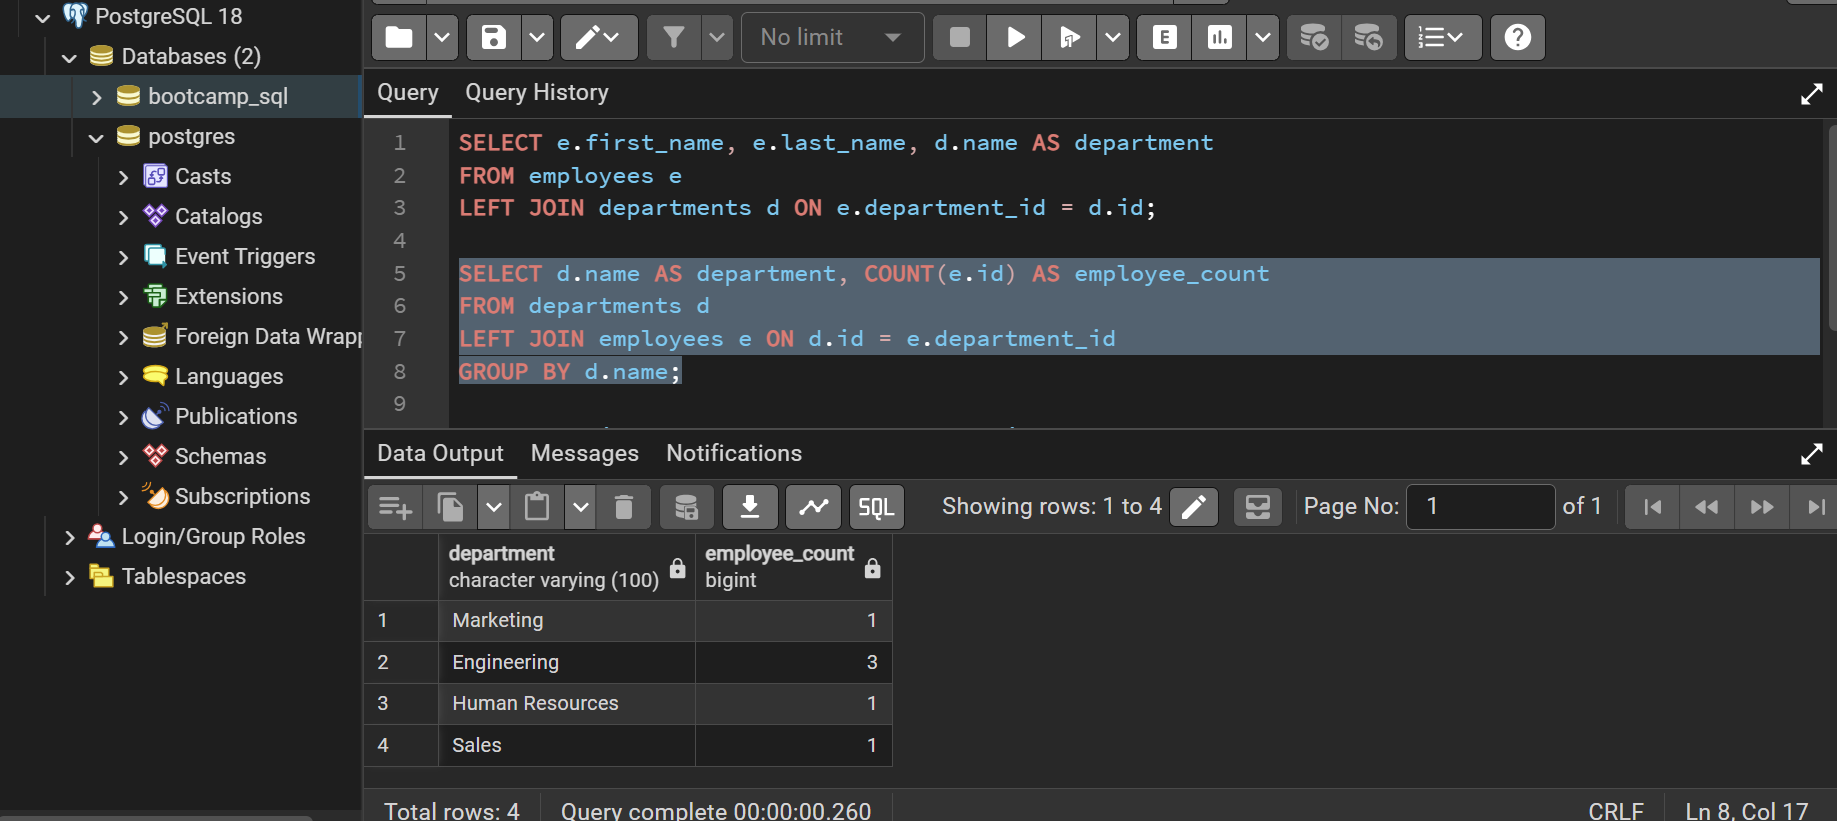 PostgreSQL 18
Databases (2)
bootcamp_sql
postgres
Casts
Catalogs
Event Triggers
Extensions
Foreign Data Wrapp
Languages
Publications
Schemas
Subscriptions
Login/Group Roles
Tablespaces
No limit
1
E
Query Query History
1 SELECT e.first_name, e.last_name, d.name AS department
2 FROM employees e
3 LEFT JOIN departments d ON e.department_id = d.id;
4
5 SELECT d.name AS department, COUNT(e.id) AS employee_count
6 FROM departments d
7 LEFT JOIN employees e ON d.id = e.department_id
8 GROUP BY d.name;
9
Data Output Messages Notifications
SQL Showing rows: 1 to 4 Page No: 1 of 1
department employee_count
character varying (100) bigint
1 Marketing 1
2 Engineering 3
3 Human Resources 1
4 Sales 1
Total rows: 4 Query complete 00:00:00.260 CRLF Ln 8, Col 17